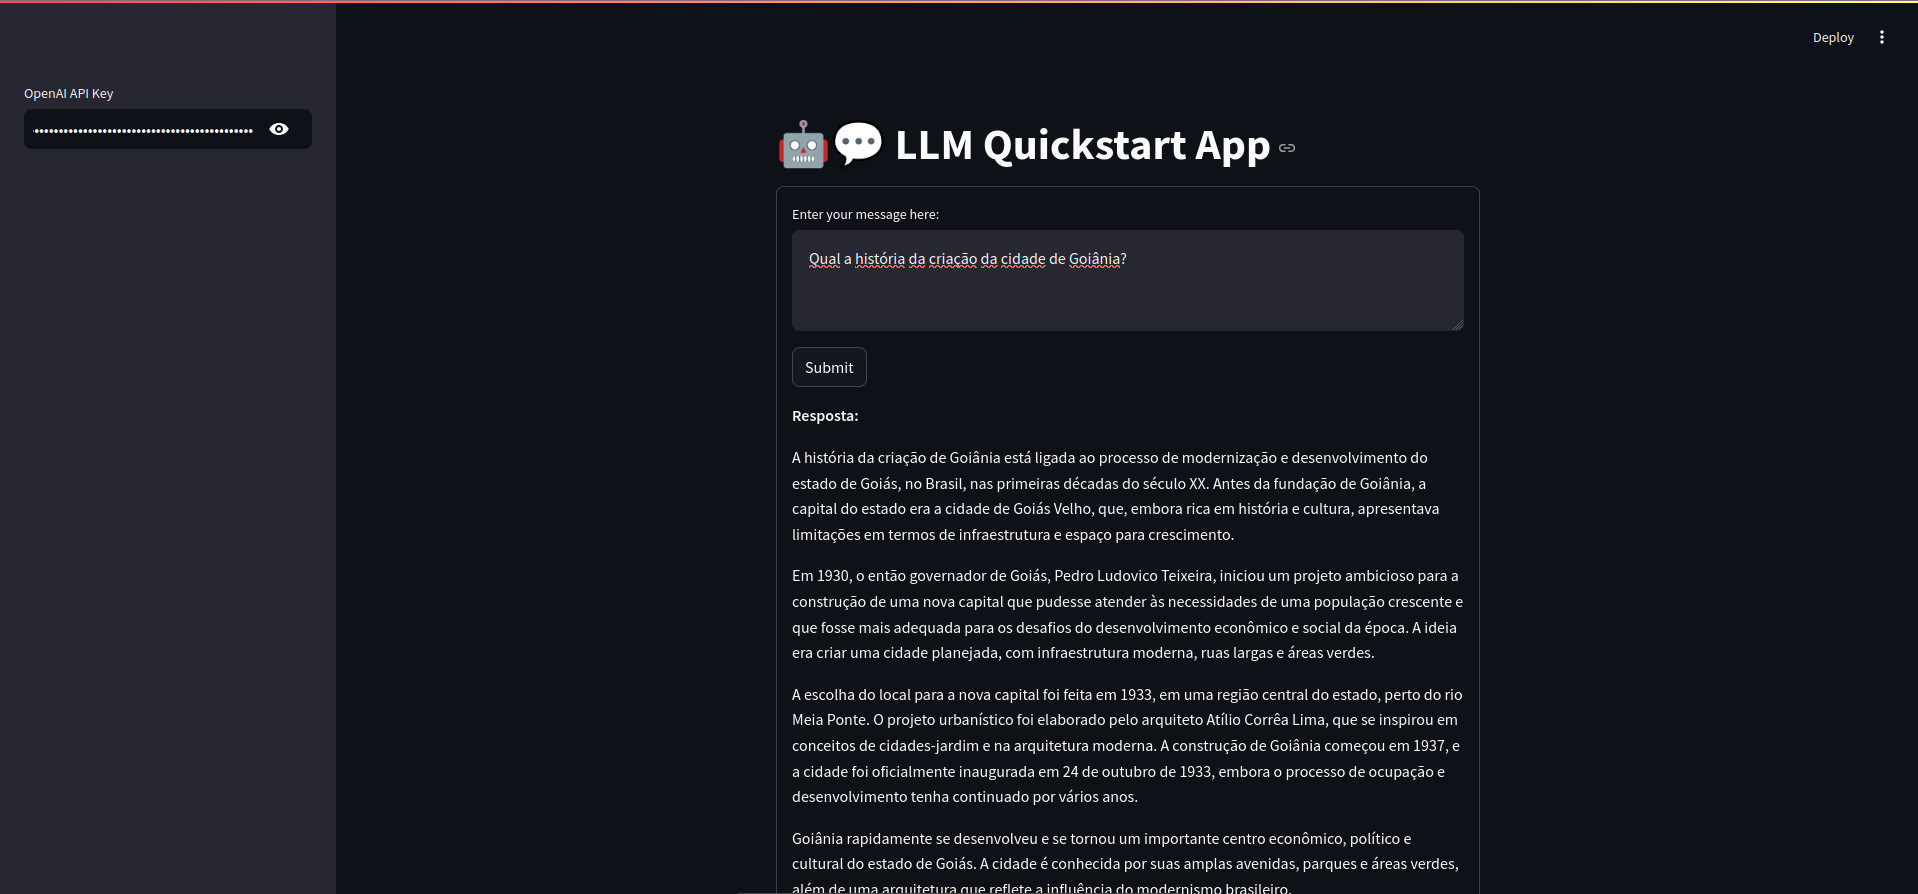 Deploy
OpenAI API Key
LLM Quickstart App
Enter your message here:
Qual a história da criação da cidade de Goiânia?
Submit
Resposta:
A história da criação de Goiânia está ligada ao processo de modernização e desenvolvimento do
estado de Goiás, no Brasil, nas primeiras décadas do século XX. Antes da fundação de Goiânia, a
capital do estado era a cidade de Goiás Velho, que, embora rica em história e cultura, apresentava
limitações em termos de infraestrutura e espaço para crescimento.
Em 1930, o então governador de Goiás, Pedro Ludovico Teixeira, iniciou um projeto ambicioso para a
construção de uma nova capital que pudesse atender às necessidades de uma população crescente e
que fosse mais adequada para os desafios do desenvolvimento econômico e social da época. A ideia
era criar uma cidade planejada, com infraestrutura moderna, ruas largas e áreas verdes.
A escolha do local para a nova capital foi feita em 1933, em uma região central do estado, perto do rio
Meia Ponte. O projeto urbanístico foi elaborado pelo arquiteto Atílio Corrêa Lima, que se inspirou em
conceitos de cidades-jardim e na arquitetura moderna. A construção de Goiânia começou em 1937, e
a cidade foi oficialmente inaugurada em 24 de outubro de 1933, embora o processo de ocupação e
desenvolvimento tenha continuado por vários anos.
Goiânia rapidamente se desenvolveu e se tornou um importante centro econômico, político e
cultural do estado de Goiás. A cidade é conhecida por suas amplas avenidas, parques e áreas verdes,
além de uma arquitetura que reflete a influência do modernismo brasileiro.